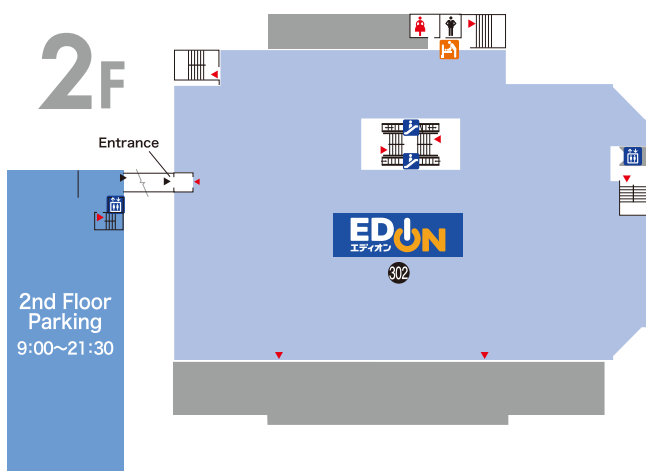 2F
Entrance
EDION
エディオン
302
2nd Floor
Parking
9:00～21:30